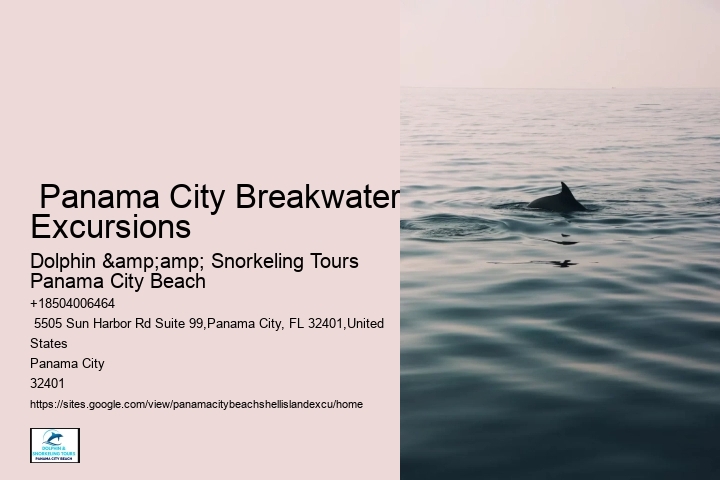 Panama City Breakwater
Excursions
Dolphin &amp;amp; Snorkeling Tours
Panama City Beach
+18504006464
5505 Sun Harbor Rd Suite 99,Panama City, FL 32401,United
States
Panama City
32401
https://sites.google.com/view/panamacitybeachshellislandexcu/home
DOLPHIN &
SNORKELING TOURS
PANAMA CITY BEACH